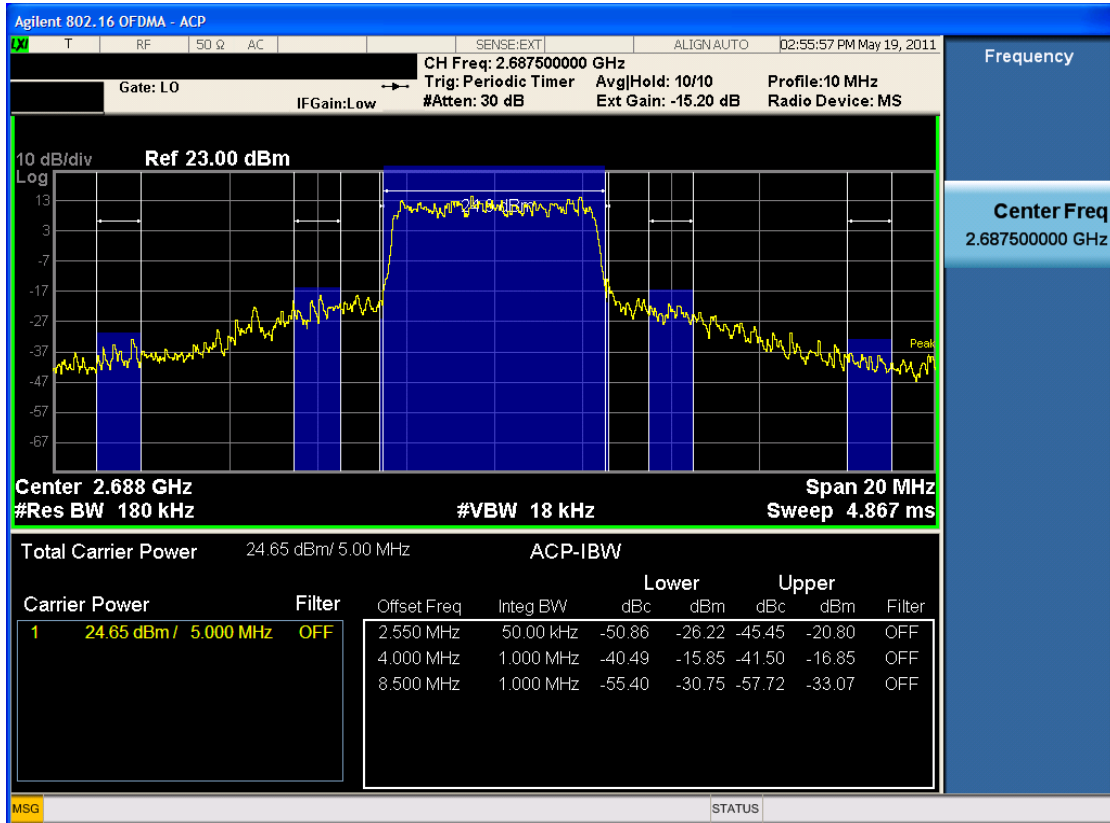 Agilent 802.16 OFDMA - ACP
LXI T RF 50 Ω AC SENSE:EXT ALIGN AUTO 02:55:57 PM May 19, 2011
CH Freq: 2.687500000 GHz
Gate: LO Trig: Periodic Timer Avg|Hold: 10/10 Profile:10 MHz
IFGain:Low #Atten: 30 dB Ext Gain: -15.20 dB Radio Device: MS
Frequency
Center Freq
2.687500000 GHz
10 dB/div Ref 23.00 dBm
Log
13
3
-7
-17
-27
-37
-47
-57
-67
Peak
Center 2.688 GHz Span 20 MHz
#Res BW 180 kHz #VBW 18 kHz Sweep 4.867 ms
Total Carrier Power 24.65 dBm/ 5.00 MHz ACP-IBW
Lower Upper
Carrier Power Filter Offset Freq Integ BW dBc dBm dBc dBm Filter
1 24.65 dBm / 5.000 MHz OFF 2.550 MHz 50.00 kHz -50.86 -26.22 -45.45 -20.80 OFF
4.000 MHz 1.000 MHz -40.49 -15.85 -41.50 -16.85 OFF
8.500 MHz 1.000 MHz -55.40 -30.75 -57.72 -33.07 OFF
MSG STATUS